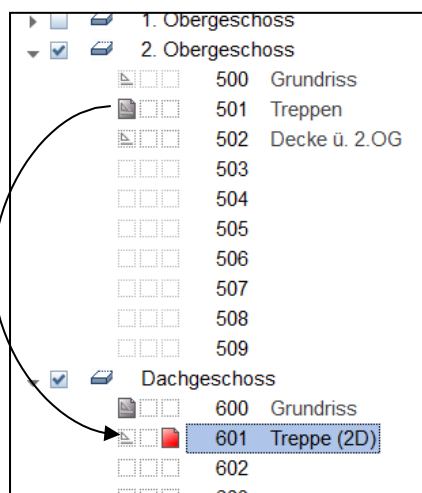 1. Obergeschoss
2. Obergeschoss
500 Grundriss
501 Treppen
502 Decke ü. 2.OG
503
504
505
506
507
508
509
Dachgeschoss
600 Grundriss
601 Treppe (2D)
602